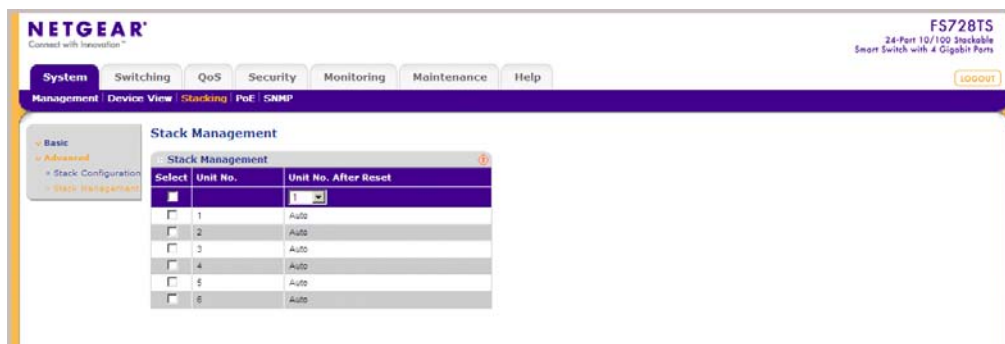 NETGEAR®
Connect with Innovation™
FS728TS
24-Port 10/100 Stackable
Smart Switch with 4 Gigabit Ports
System Switching QoS Security Monitoring Maintenance Help
LOGOUT
Management Device View Stacking PoE SNMP
Basic
Advanced
Stack Configuration
Stack Management
Stack Management
Stack Management
Select Unit No. Unit No. After Reset
1
1 Auto
2 Auto
3 Auto
4 Auto
5 Auto
6 Auto